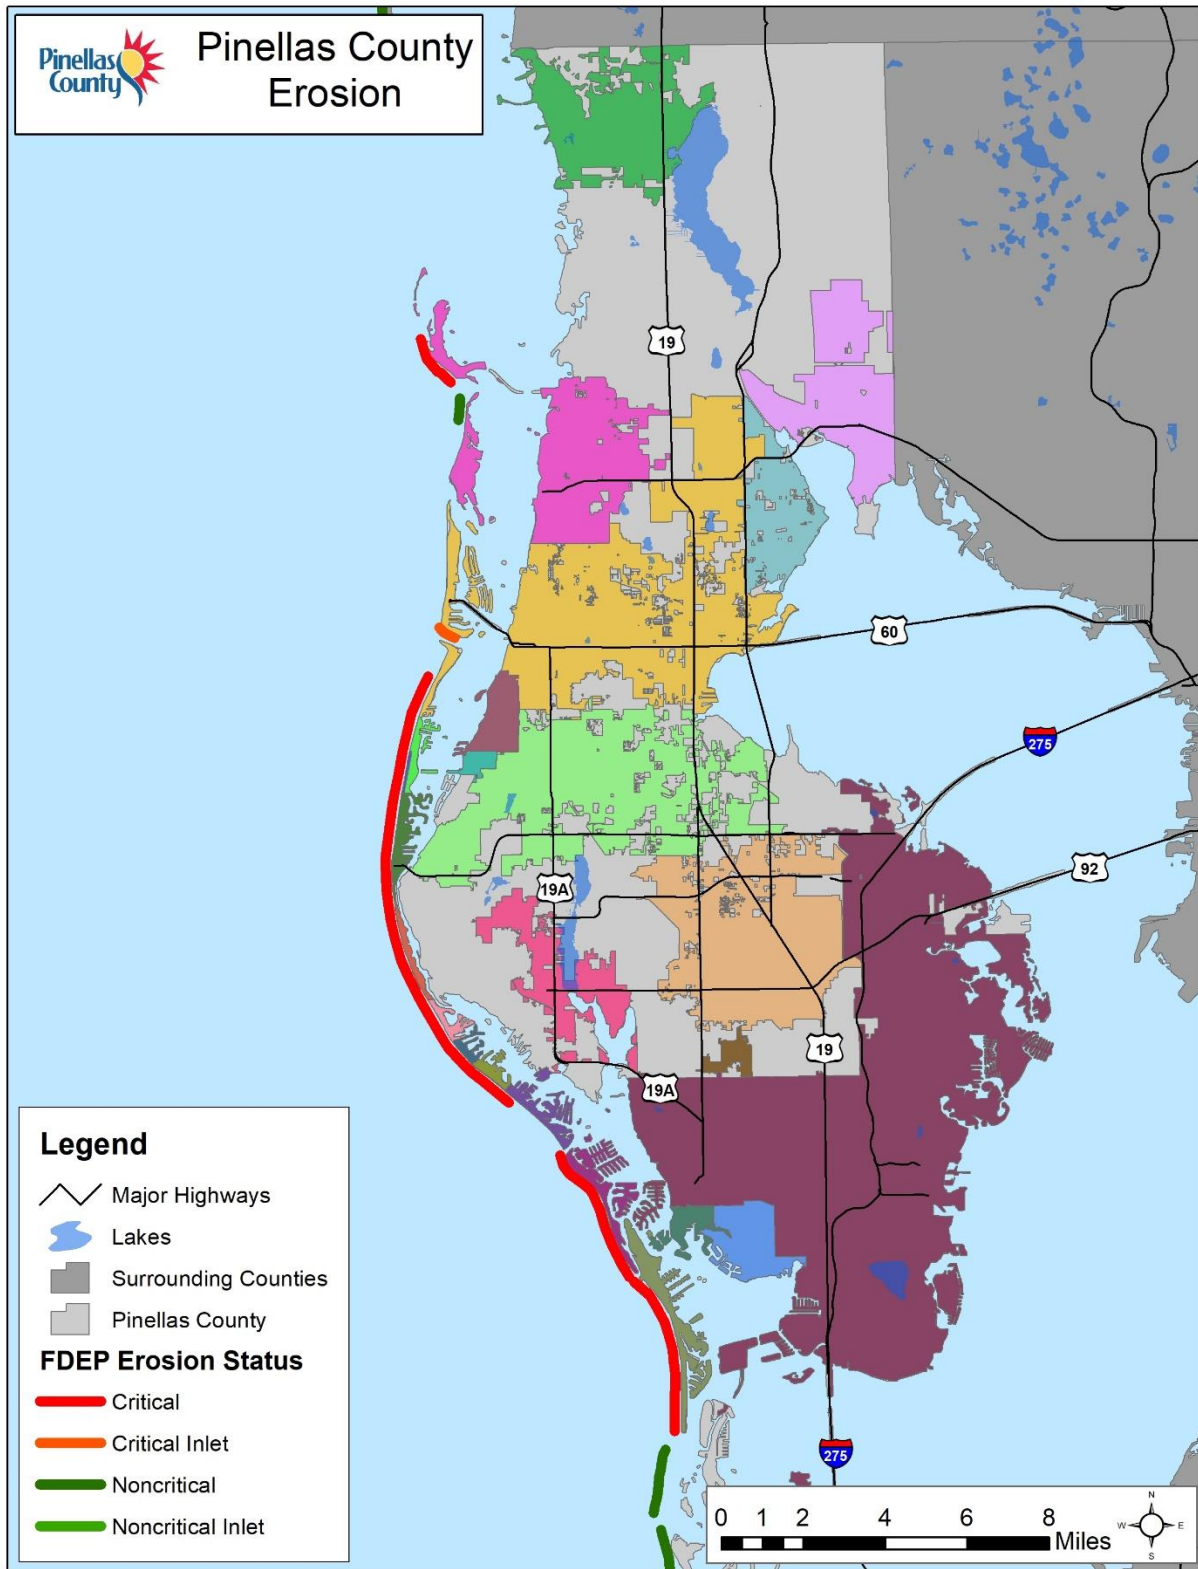 Pinellas
County
Pinellas County
Erosion
19
60
275
92
19A
19
19A
275
Legend
Major Highways
Lakes
Surrounding Counties
Pinellas County
FDEP Erosion Status
Critical
Critical Inlet
Noncritical
Noncritical Inlet
0 1 2 4 6 8
Miles
N
W E
S